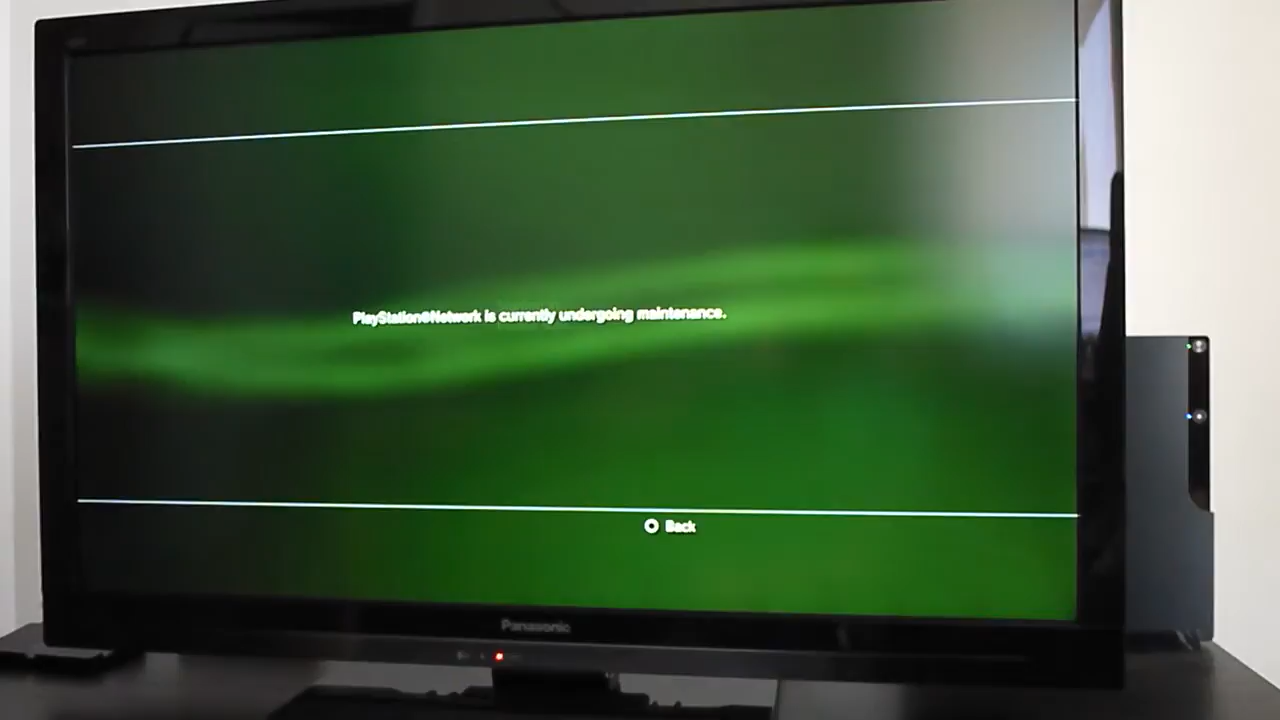 PlayStation®Network is currently undergoing maintenance.
Back
Panasonic